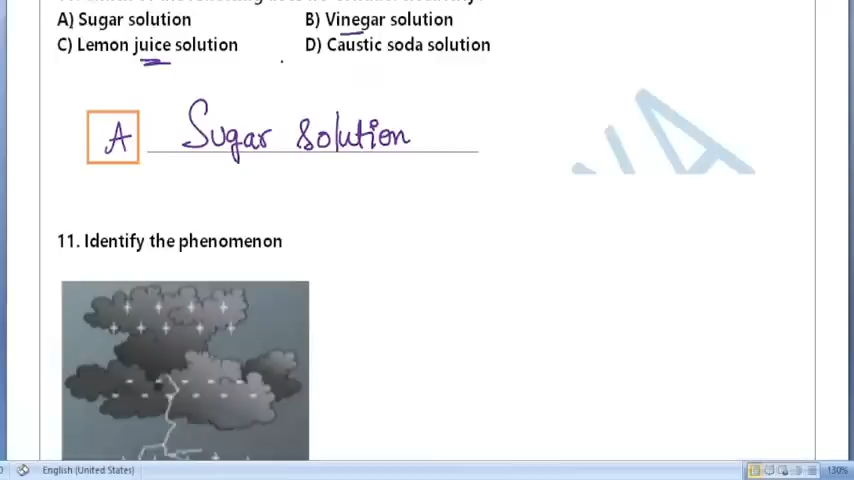 A) Sugar solution B) Vinegar solution
C) Lemon juice solution D) Caustic soda solution
A Sugar solution
11. Identify the phenomenon
English (United States) 130%